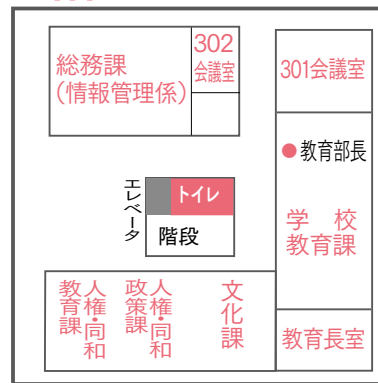 総務課
(情報管理係)
302
会議室
301会議室
●教育部長
学校
教育課
教育長室
エレベータ
トイレ
階段
人権・同和
教育課
人権・同和
政策課
文化課